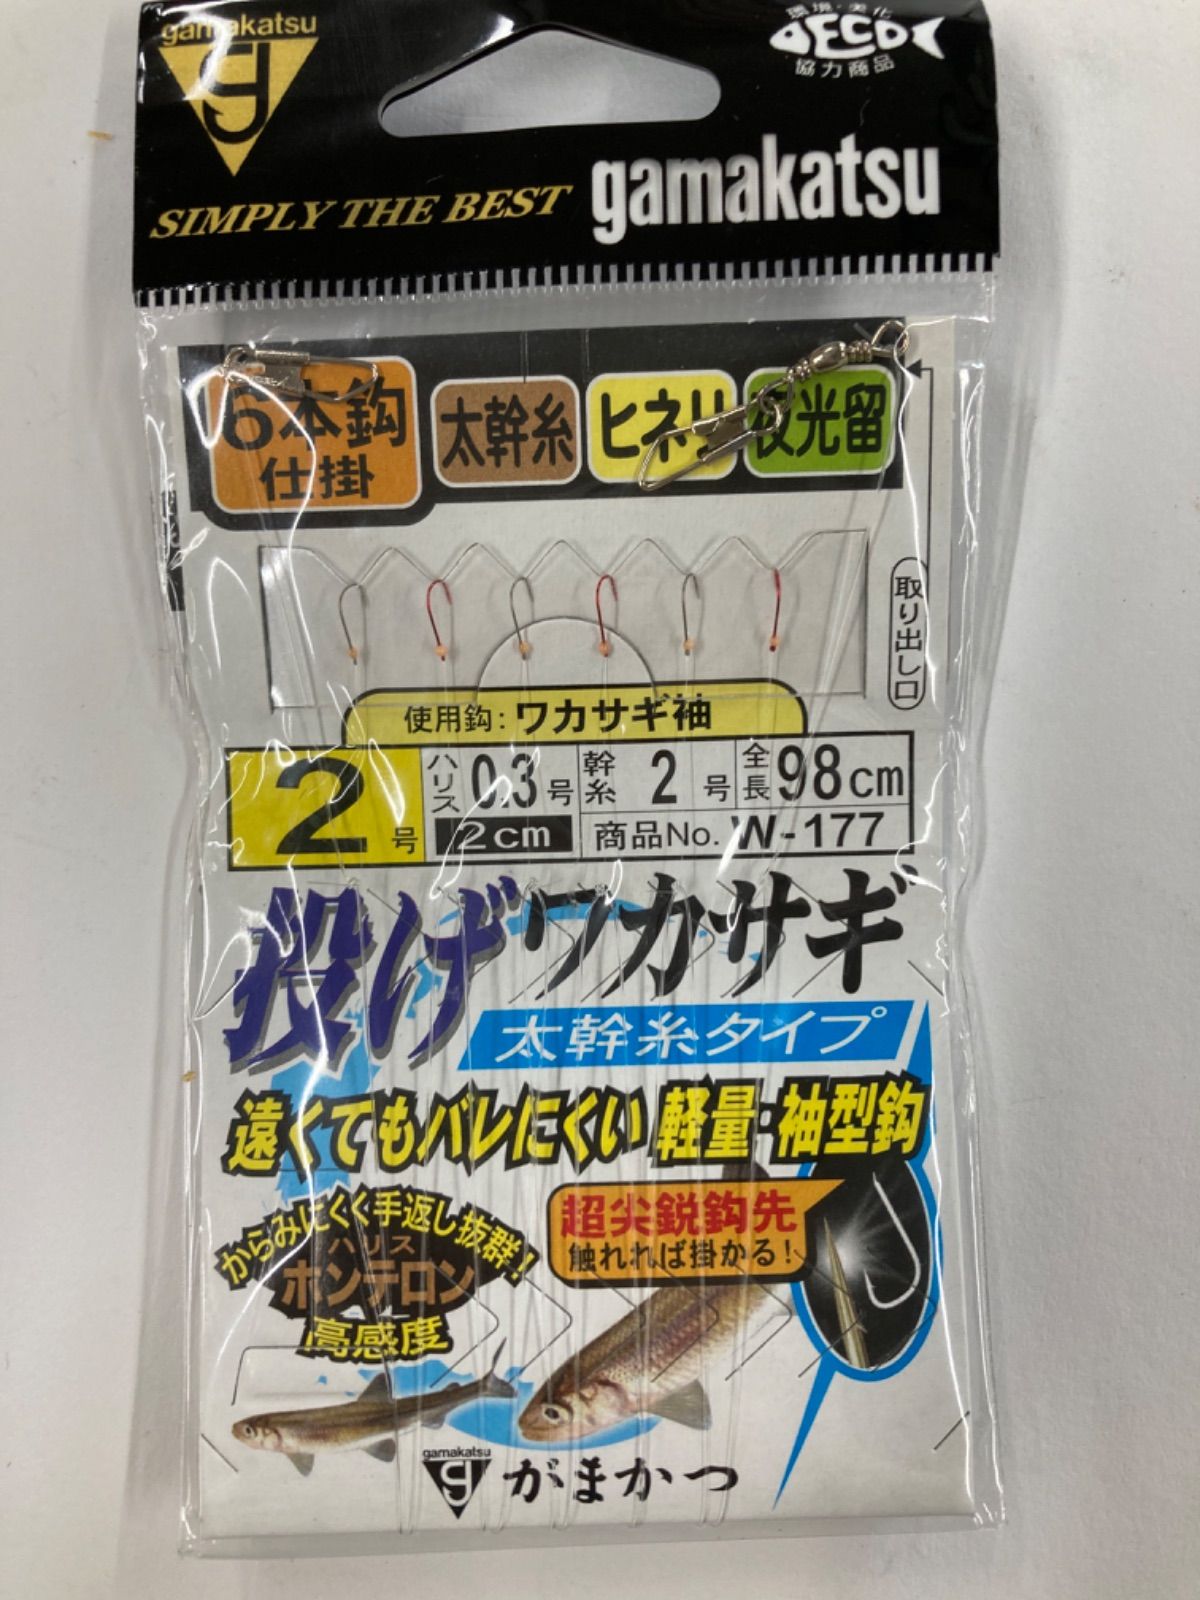 gamakatsu
環境・美化
ECO
協力商品
SIMPLY THE BEST
gamakatsu
6本鈎
仕掛
太幹糸
ヒネリ
夜光留
取り出し口
使用鈎:ワカサギ袖
2号
ハリス 0.3号
2cm
幹糸 2号
全長 98cm
商品No. W-177
投げワカサギ
太幹糸タイプ
遠くてもバレにくい 軽量・袖型鈎
からみにくく手返し抜群!
ハリス
ホンテロン
高感度
超尖鋭鈎先
触れれば掛かる!
gamakatsu
がまかつ